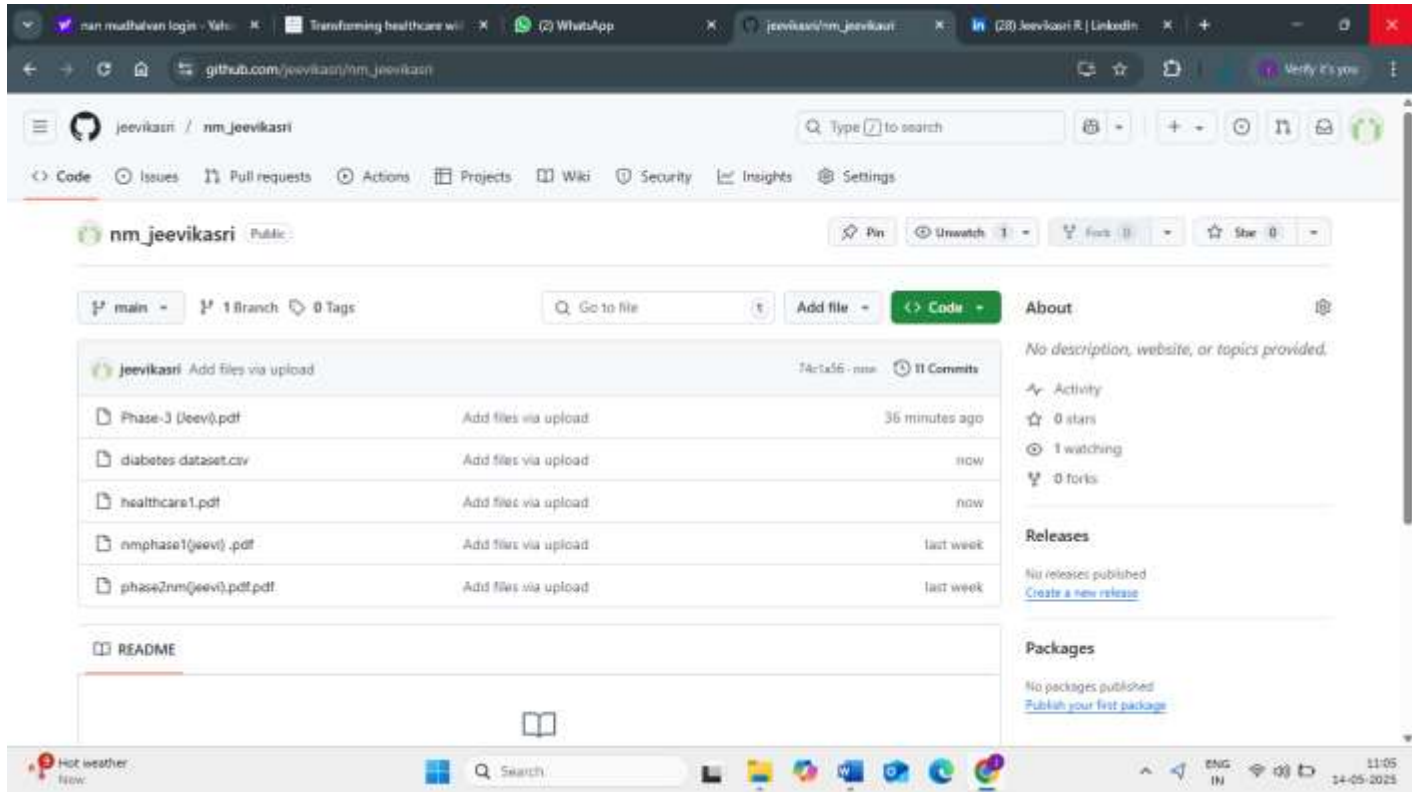 nan mudhalvan login - Yah
Transforming healthcare wi
(2) WhatsApp
jeevikasri/nm_jeevikasri
(28) Jeevikasri R | LinkedIn
github.com/jeevikasri/nm_jeevikasri
Verify it's you
jeevikasri / nm_jeevikasri
Type / to search
Code Issues Pull requests Actions Projects Wiki Security Insights Settings
nm_jeevikasri Public
Pin Unwatch 1 Fork 0 Star 0
main 1 Branch 0 Tags
Go to file t
Add file Code
About
No description, website, or topics provided.
jeevikasri Add files via upload
now 11 Commits
Phase-3 (Jeevi).pdf Add files via upload 36 minutes ago
diabetes dataset.csv Add files via upload now
healthcare1.pdf Add files via upload now
nmphase1(jeevi) .pdf Add files via upload last week
phase2nm(jeevi).pdf.pdf Add files via upload last week
Activity
0 stars
1 watching
0 forks
Releases
No releases published
Create a new release
README
Packages
No packages published
Publish your first package
Hot weather
Now
Search
ENG
IN
11:05
14-05-2025